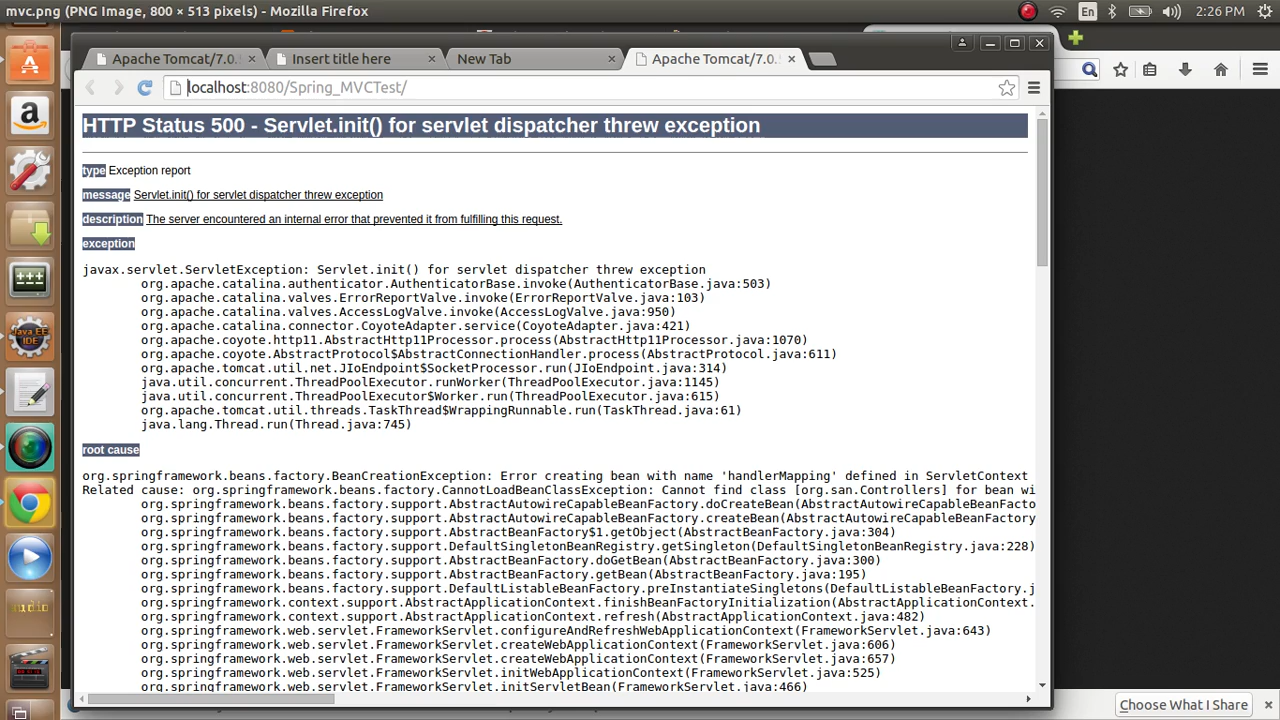 mvc.png (PNG Image, 800 × 513 pixels) - Mozilla Firefox
En
2:26 PM
Apache Tomcat/7.0.
Insert title here
New Tab
Apache Tomcat/7.0.
localhost:8080/Spring_MVCTest/
HTTP Status 500 - Servlet.init() for servlet dispatcher threw exception
type Exception report
message Servlet.init() for servlet dispatcher threw exception
description The server encountered an internal error that prevented it from fulfilling this request.
exception
javax.servlet.ServletException: Servlet.init() for servlet dispatcher threw exception
org.apache.catalina.authenticator.AuthenticatorBase.invoke(AuthenticatorBase.java:503)
org.apache.catalina.valves.ErrorReportValve.invoke(ErrorReportValve.java:103)
org.apache.catalina.valves.AccessLogValve.invoke(AccessLogValve.java:950)
org.apache.catalina.connector.CoyoteAdapter.service(CoyoteAdapter.java:421)
org.apache.coyote.http11.AbstractHttp11Processor.process(AbstractHttp11Processor.java:1070)
org.apache.coyote.AbstractProtocol$AbstractConnectionHandler.process(AbstractProtocol.java:611)
org.apache.tomcat.util.net.JIoEndpoint$SocketProcessor.run(JIoEndpoint.java:314)
java.util.concurrent.ThreadPoolExecutor.runWorker(ThreadPoolExecutor.java:1145)
java.util.concurrent.ThreadPoolExecutor$Worker.run(ThreadPoolExecutor.java:615)
org.apache.tomcat.util.threads.TaskThread$WrappingRunnable.run(TaskThread.java:61)
java.lang.Thread.run(Thread.java:745)
root cause
org.springframework.beans.factory.BeanCreationException: Error creating bean with name 'handlerMapping' defined in ServletContext
Related cause: org.springframework.beans.factory.CannotLoadBeanClassException: Cannot find class [org.san.Controllers] for bean wi
org.springframework.beans.factory.support.AbstractAutowireCapableBeanFactory.doCreateBean(AbstractAutowireCapableBeanFacto
org.springframework.beans.factory.support.AbstractAutowireCapableBeanFactory.createBean(AbstractAutowireCapableBeanFactory
org.springframework.beans.factory.support.AbstractBeanFactory$1.getObject(AbstractBeanFactory.java:304)
org.springframework.beans.factory.support.DefaultSingletonBeanRegistry.getSingleton(DefaultSingletonBeanRegistry.java:228)
org.springframework.beans.factory.support.AbstractBeanFactory.doGetBean(AbstractBeanFactory.java:300)
org.springframework.beans.factory.support.AbstractBeanFactory.getBean(AbstractBeanFactory.java:195)
org.springframework.beans.factory.support.DefaultListableBeanFactory.preInstantiateSingletons(DefaultListableBeanFactory.j
org.springframework.context.support.AbstractApplicationContext.finishBeanFactoryInitialization(AbstractApplicationContext.
org.springframework.context.support.AbstractApplicationContext.refresh(AbstractApplicationContext.java:482)
org.springframework.web.servlet.FrameworkServlet.configureAndRefreshWebApplicationContext(FrameworkServlet.java:643)
org.springframework.web.servlet.FrameworkServlet.createWebApplicationContext(FrameworkServlet.java:606)
org.springframework.web.servlet.FrameworkServlet.createWebApplicationContext(FrameworkServlet.java:657)
org.springframework.web.servlet.FrameworkServlet.initWebApplicationContext(FrameworkServlet.java:525)
org.springframework.web.servlet.FrameworkServlet.initServletBean(FrameworkServlet.java:466)
Java EE
IDE
audio
Choose What I Share